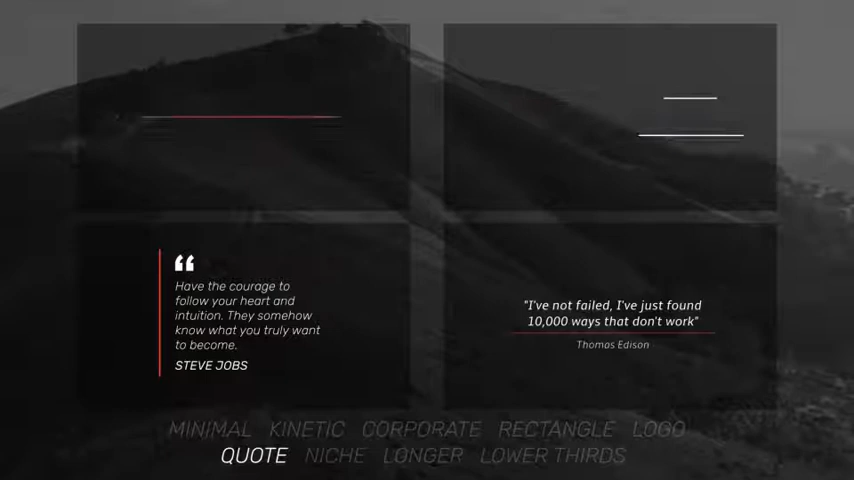 ❝
Have the courage to
follow your heart and
intuition. They somehow
know what you truly want
to become.
STEVE JOBS
"I've not failed, I've just found
10,000 ways that don't work"
Thomas Edison
MINIMAL KINETIC CORPORATE RECTANGLE LOGO
QUOTE NICHE LONGER LOWER THIRDS